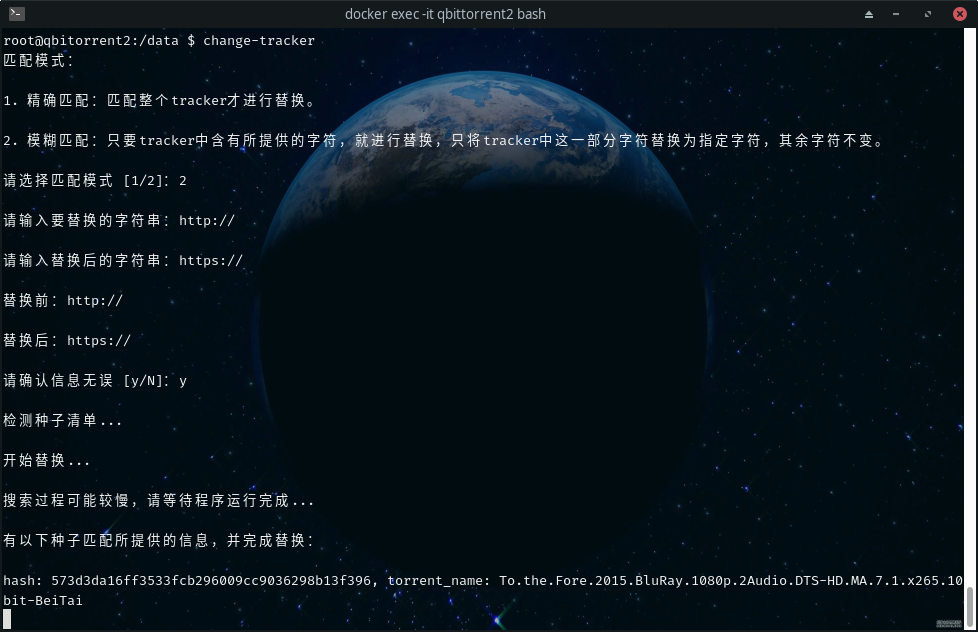 docker exec -it qbittorrent2 bash
root@qbitorrent2:/data $ change-tracker
匹配模式：
1. 精确匹配：匹配整个tracker才进行替换。
2. 模糊匹配：只要tracker中含有所提供的字符，就进行替换，只将tracker中这一部分字符替换为指定字符，其余字符不变。
请选择匹配模式 [1/2]：2
请输入要替换的字符串：http://
请输入替换后的字符串：https://
替换前：http://
替换后：https://
请确认信息无误 [y/N]：y
检测种子清单...
开始替换...
搜索过程可能较慢，请等待程序运行完成...
有以下种子匹配所提供的信息，并完成替换：
hash: 573d3da16ff3533fcb296009cc9036298b13f396, torrent_name: To.the.Fore.2015.BluRay.1080p.2Audio.DTS-HD.MA.7.1.x265.10
bit-BeiTai